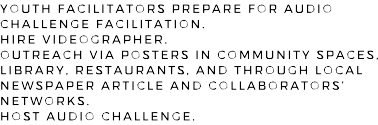 YOUTH FACILITATORS PREPARE FOR AUDIO
CHALLENGE FACILITATION.
HIRE VIDEOGRAPHER.
OUTREACH VIA POSTERS IN COMMUNITY SPACES,
LIBRARY, RESTAURANTS, AND THROUGH LOCAL
NEWSPAPER ARTICLE AND COLLABORATORS'
NETWORKS.
HOST AUDIO CHALLENGE,